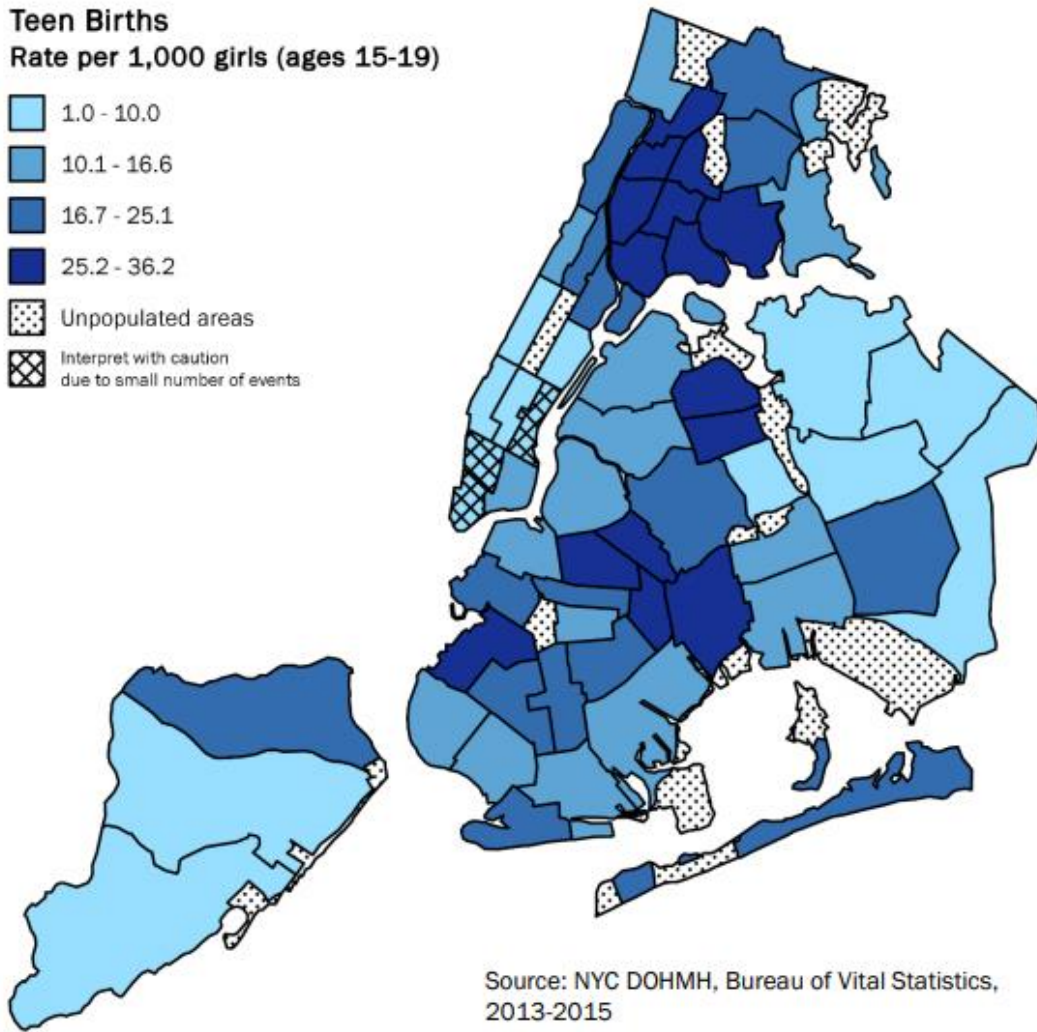 Teen Births
Rate per 1,000 girls (ages 15-19)
1.0 - 10.0
10.1 - 16.6
16.7 - 25.1
25.2 - 36.2
Unpopulated areas
Interpret with caution
due to small number of events
Source: NYC DOHMH, Bureau of Vital Statistics,
2013-2015